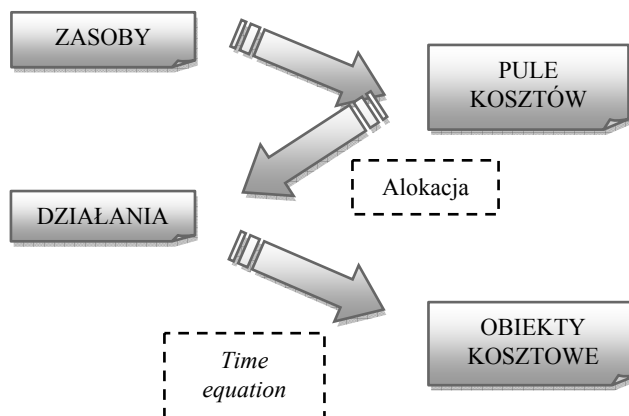 ZASOBY
PULE
KOSZTÓW
Alokacja
DZIAŁANIA
OBIEKTY
KOSZTOWE
Time
equation